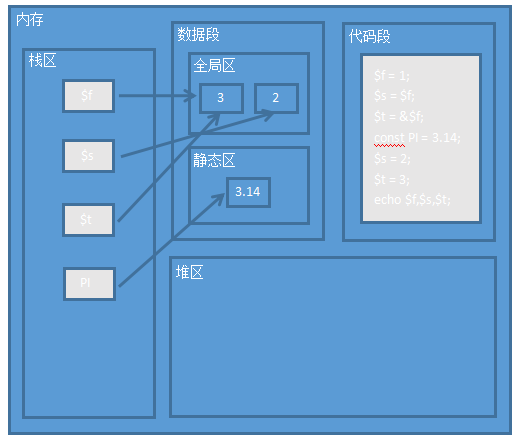 内存
栈区
$f
$s
$t
PI
数据段
全局区
3
2
静态区
3.14
代码段
$f = 1;
$s = $f;
$t = &$f;
const PI = 3.14;
$s = 2;
$t = 3;
echo $f,$s,$t;
堆区